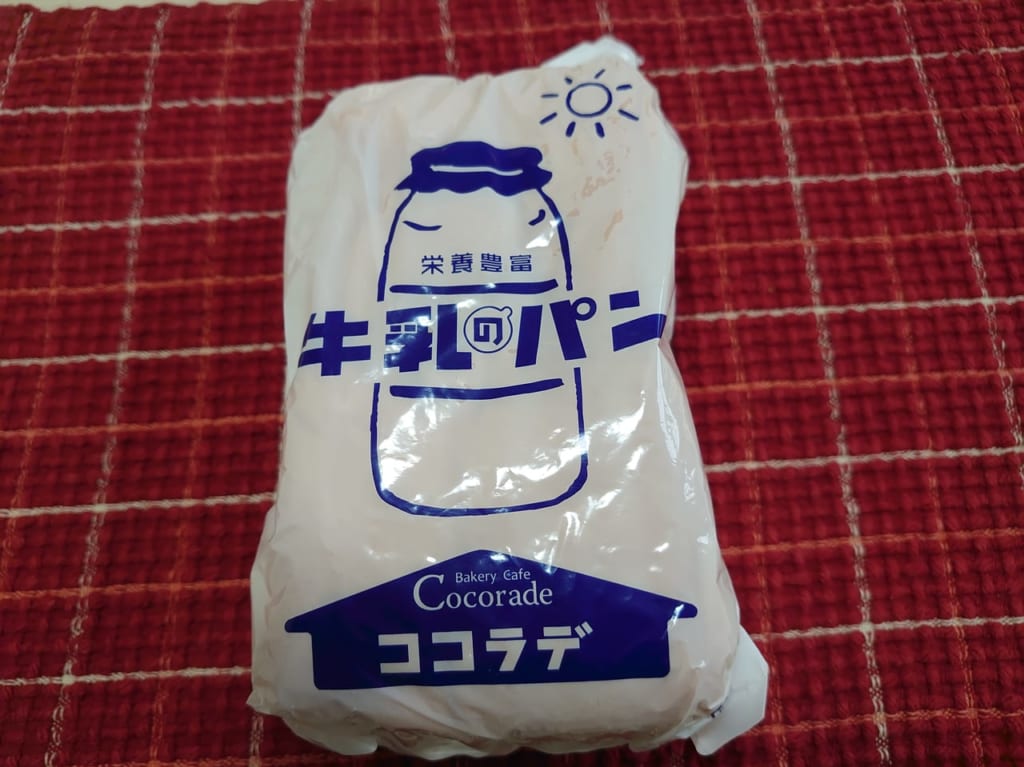 栄養豊富
牛乳のパン
Bakery Cafe
Cocorade
ココラデ